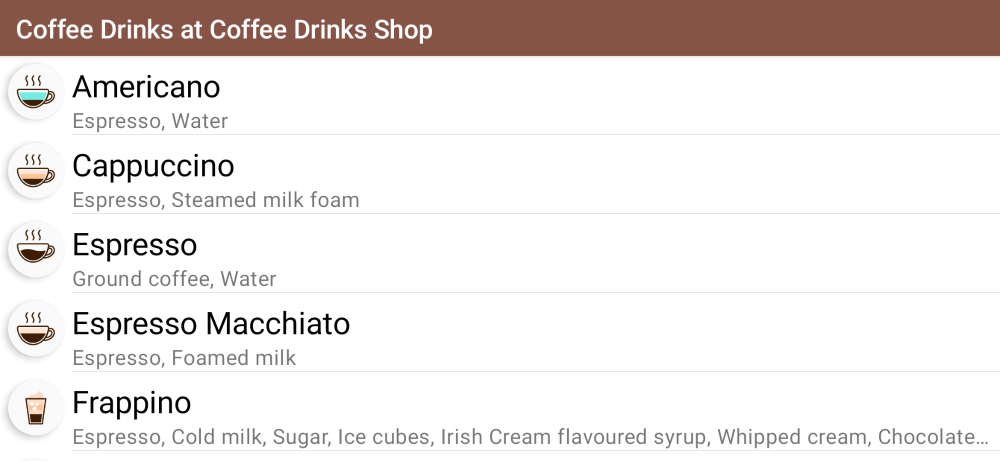 Coffee Drinks at Coffee Drinks Shop
Americano
Espresso, Water
Cappuccino
Espresso, Steamed milk foam
Espresso
Ground coffee, Water
Espresso Macchiato
Espresso, Foamed milk
Frappino
Espresso, Cold milk, Sugar, Ice cubes, Irish Cream flavoured syrup, Whipped cream, Chocolate…